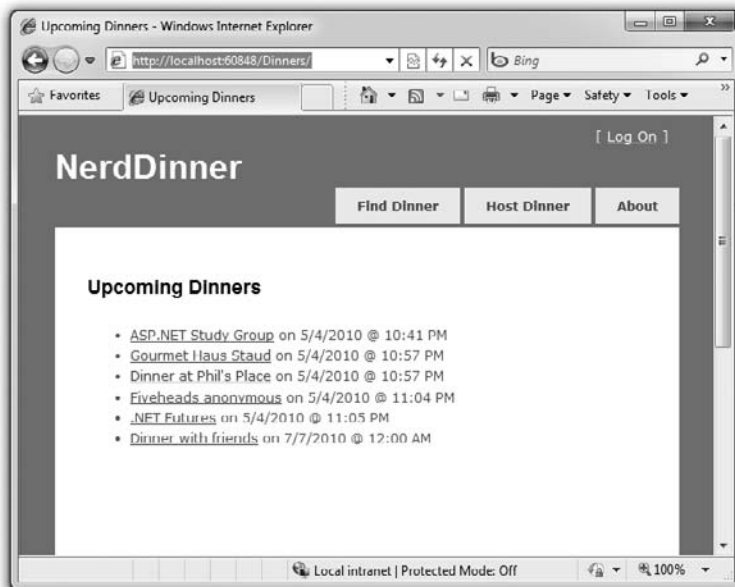 Upcoming Dinners - Windows Internet Explorer
http://localhost:60848/Dinners/
Bing
Favorites
Upcoming Dinners
Page
Safety
Tools
»
[ Log On ]
NerdDinner
Find Dinner
Host Dinner
About
Upcoming Dinners
• ASP.NET Study Group on 5/4/2010 @ 10:41 PM
• Gourmet Haus Staud on 5/4/2010 @ 10:57 PM
• Dinner at Phil's Place on 5/4/2010 @ 10:57 PM
• Fiveheads anonymous on 5/4/2010 @ 11:04 PM
• .NET Futures on 5/4/2010 @ 11:05 PM
• Dinner with friends on 7/7/2010 @ 12:00 AM
Local intranet | Protected Mode: Off
100%